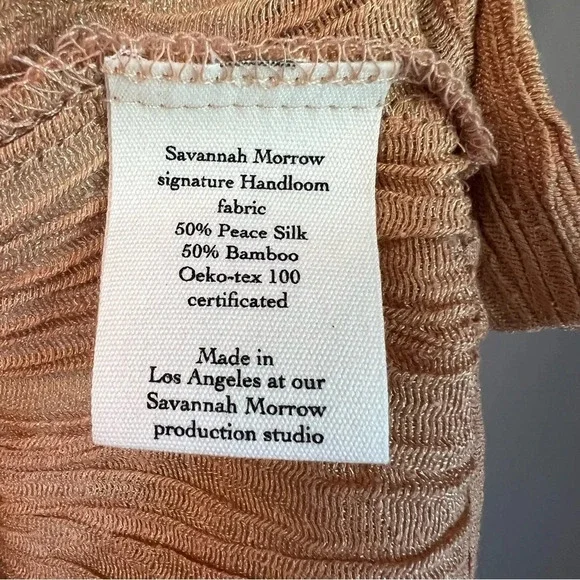 Savannah Morrow
signature Handloom
fabric
50% Peace Silk
50% Bamboo
Oeko-tex 100
certificated
Made in
Los Angeles at our
Savannah Morrow
production studio